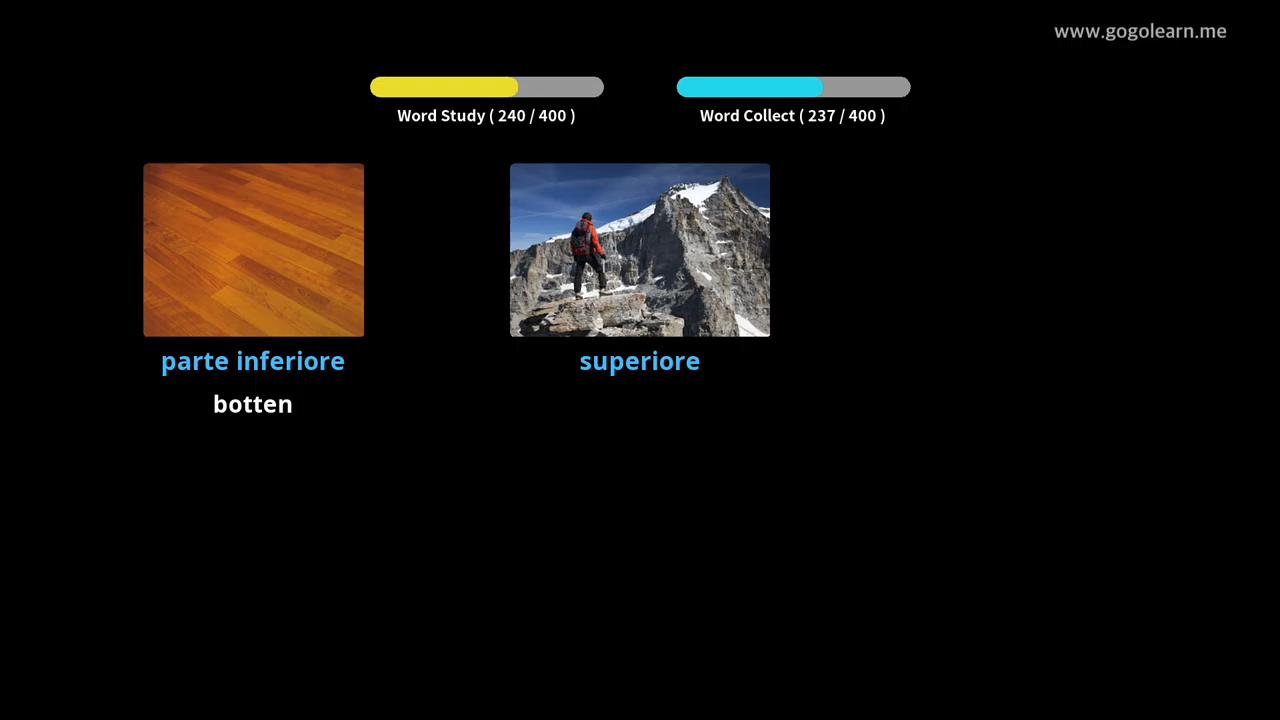 www.gogolearn.me
Word Study ( 240 / 400 )
Word Collect ( 237 / 400 )
parte inferiore
superiore
botten